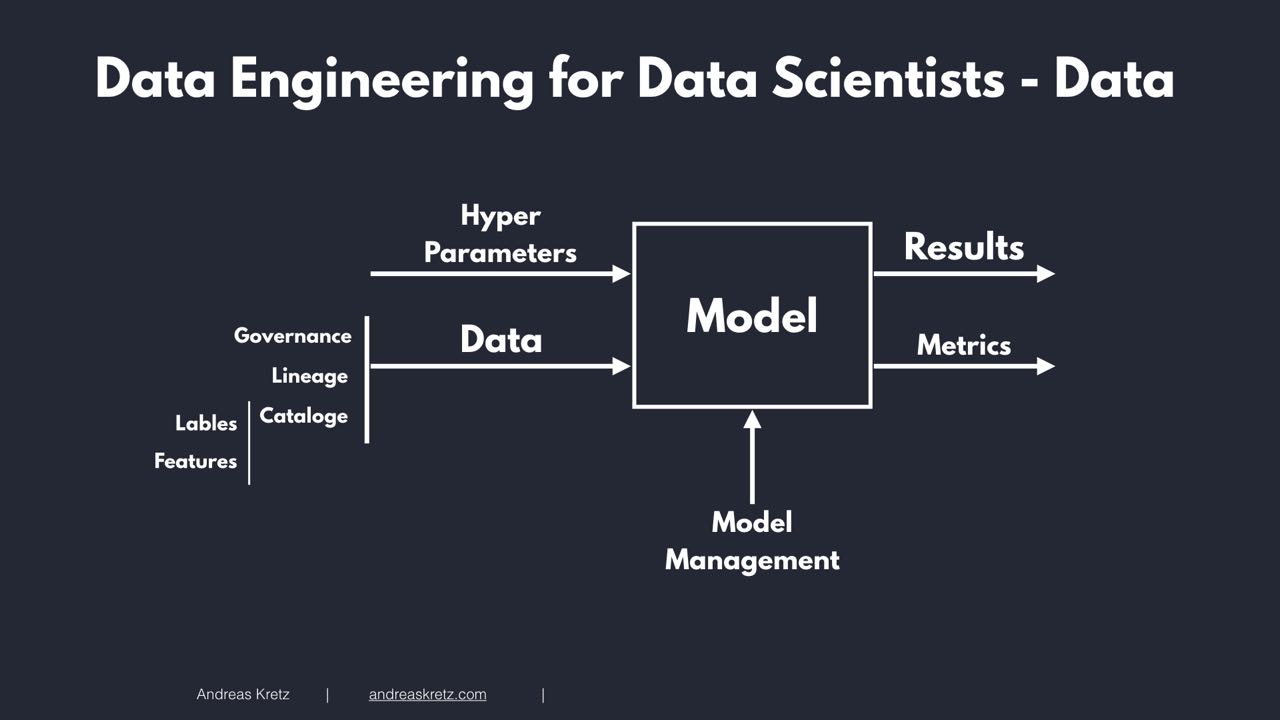 Data Engineering for Data Scientists - Data
Hyper
Parameters
Results
Model
Governance
Data
Metrics
Lineage
Lables
Cataloge
Features
Model
Management
Andreas Kretz | andreaskretz.com |